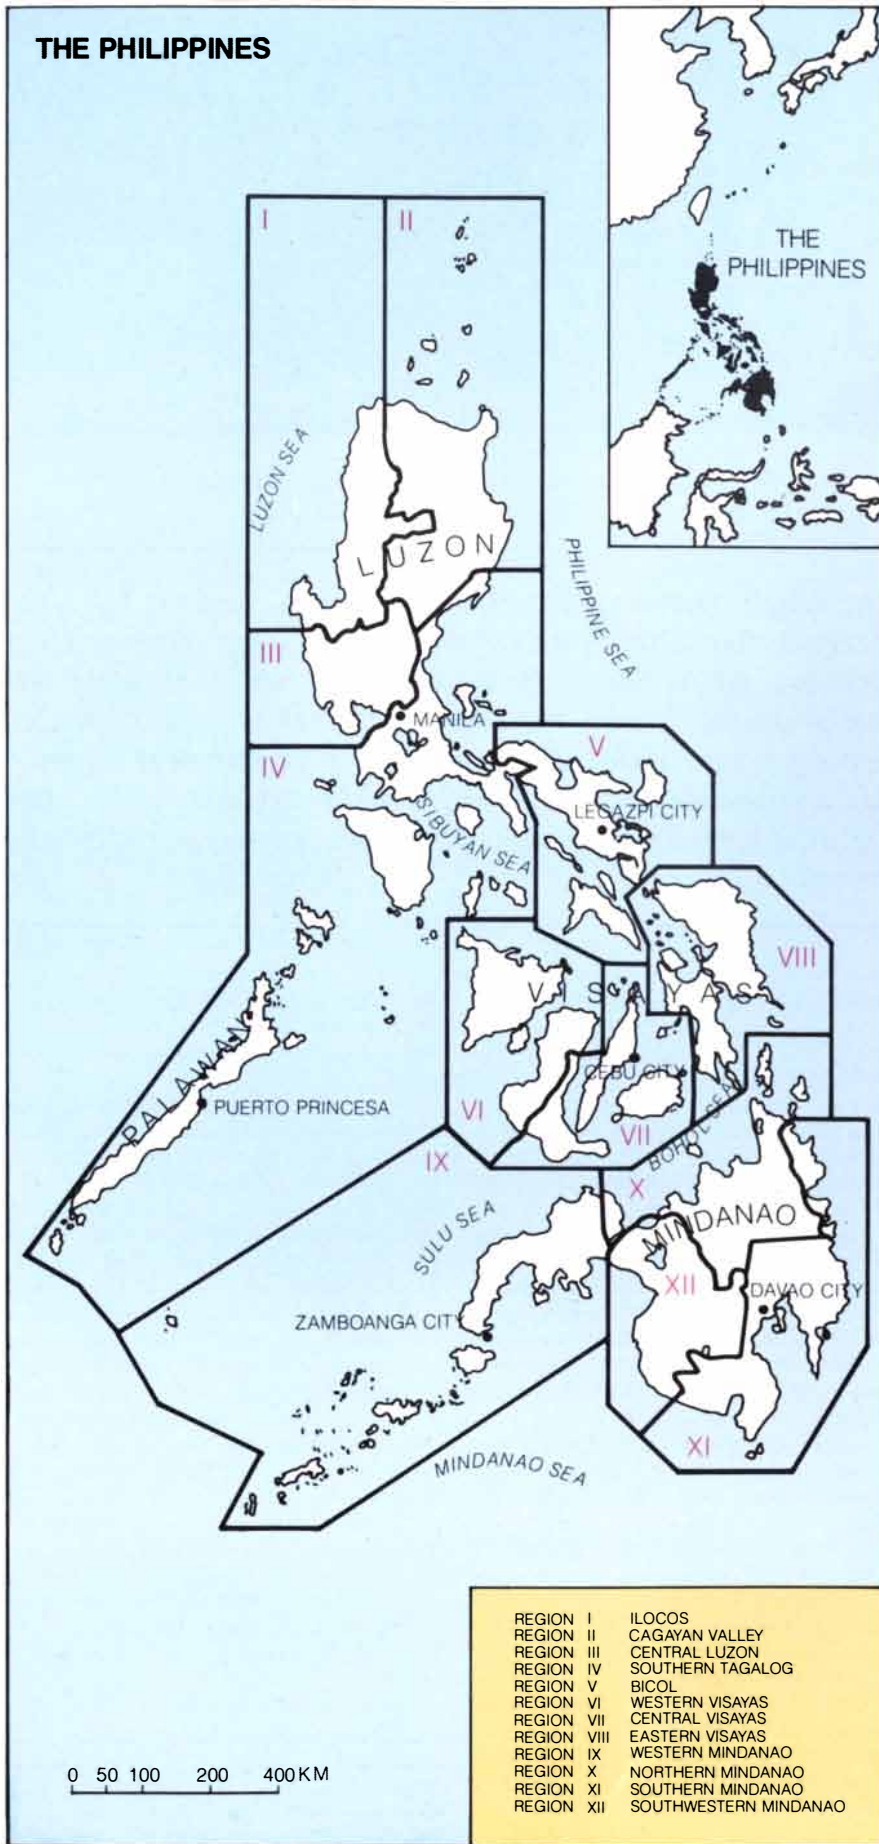 THE PHILIPPINES
THE
PHILIPPINES
I
II
LUZON SEA
LUZON
PHILIPPINE SEA
III
MANILA
IV
V
LEGAZPI CITY
SIBUYAN SEA
VIII
VISAYAS
PALAWAN
PUERTO PRINCESA
CEBU CITY
VI
VII
BOHOL SEA
IX
X
SULU SEA
MINDANAO
XII
DAVAO CITY
ZAMBOANGA CITY
XI
MINDANAO SEA
REGION I ILOCOS
REGION II CAGAYAN VALLEY
REGION III CENTRAL LUZON
REGION IV SOUTHERN TAGALOG
REGION V BICOL
REGION VI WESTERN VISAYAS
REGION VII CENTRAL VISAYAS
REGION VIII EASTERN VISAYAS
REGION IX WESTERN MINDANAO
REGION X NORTHERN MINDANAO
REGION XI SOUTHERN MINDANAO
REGION XII SOUTHWESTERN MINDANAO
0 50 100 200 400 KM